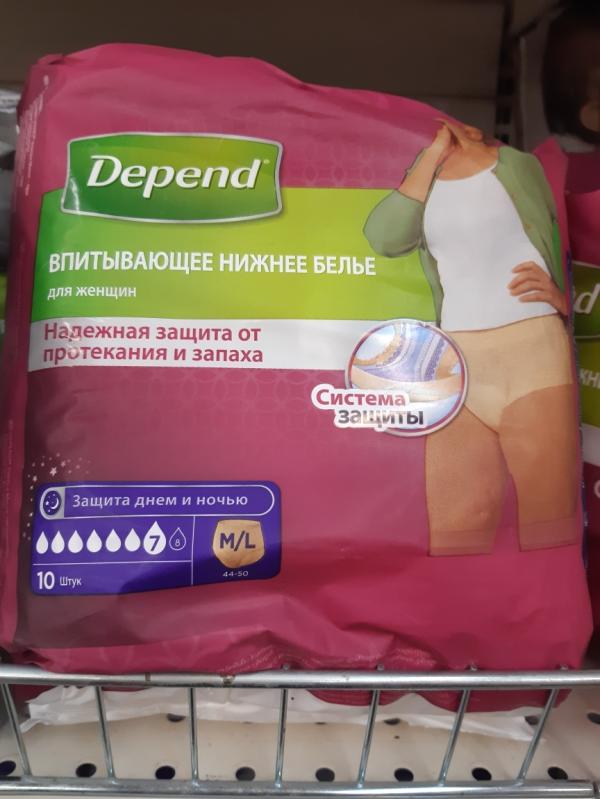 Depend
ВПИТЫВАЮЩЕЕ НИЖНЕЕ БЕЛЬЕ
для женщин
Надежная защита от
протекания и запаха
Система
защиты
Защита днем и ночью
7 8
M/L
44-50
10 Штук
d